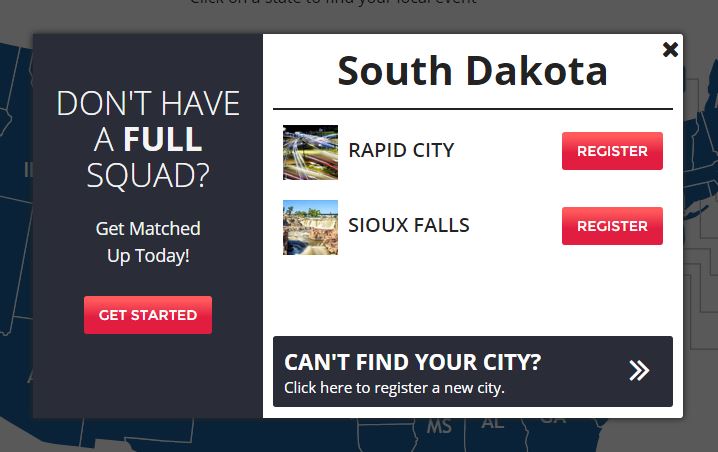 Click on a state to find your local event
DON'T HAVE
A FULL
SQUAD?
Get Matched
Up Today!
GET STARTED
South Dakota
RAPID CITY
REGISTER
SIOUX FALLS
REGISTER
CAN'T FIND YOUR CITY?
Click here to register a new city.
MS
AL
GA